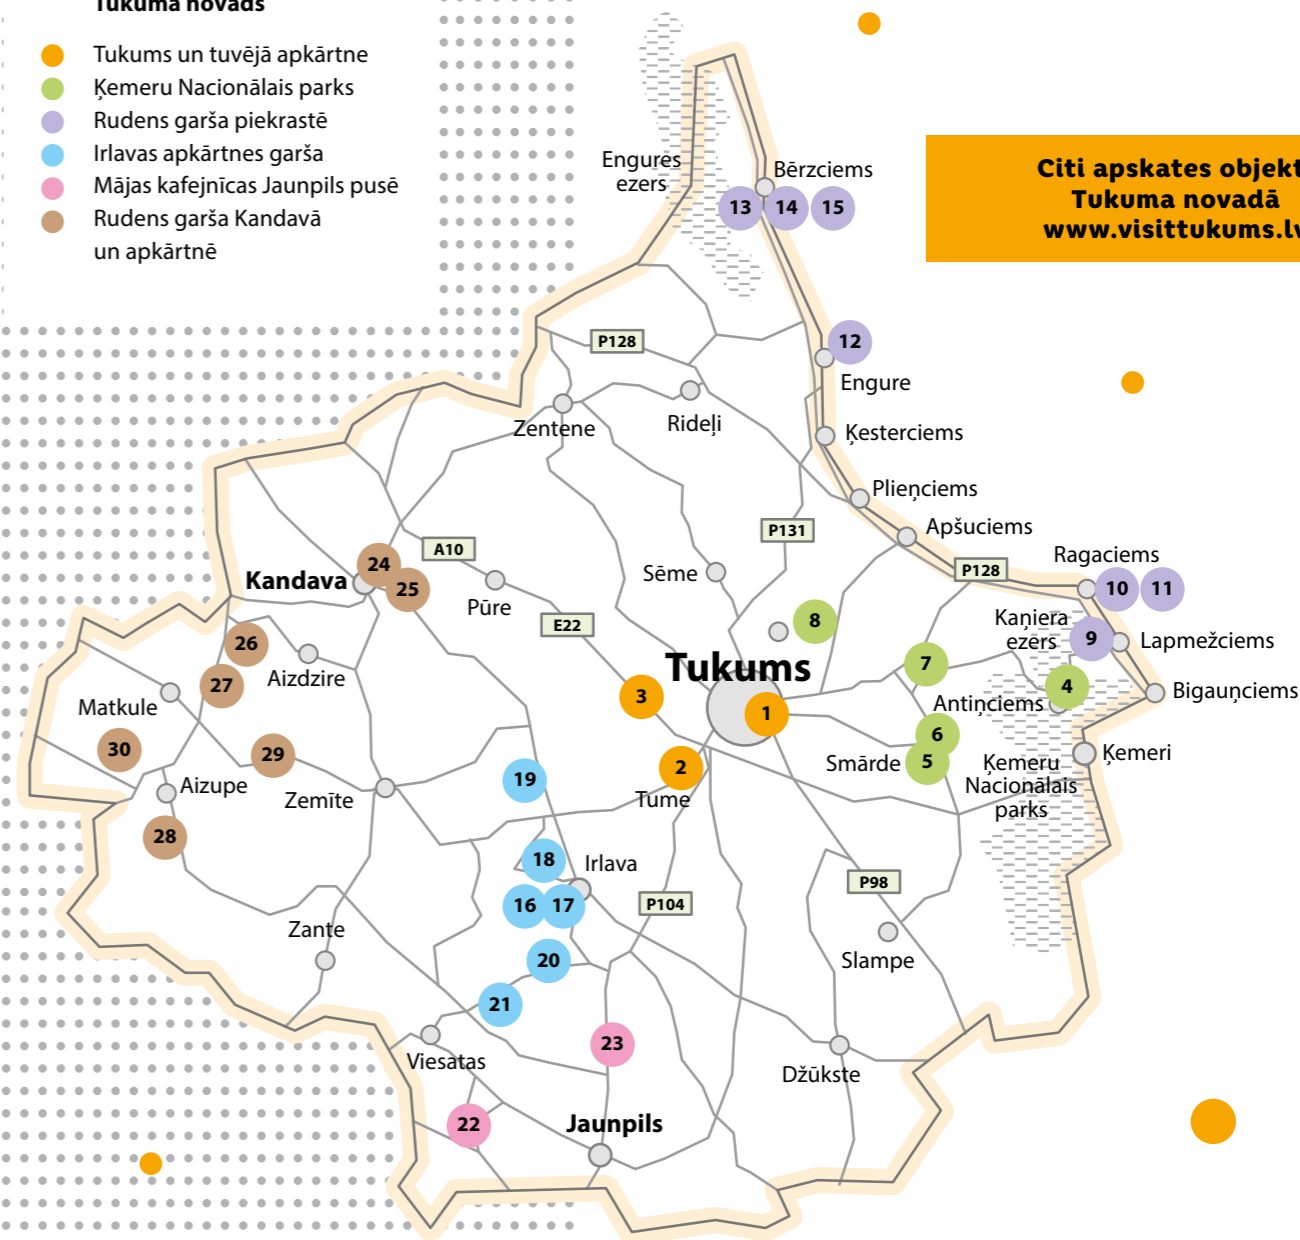 Tukuma novads
Tukums un tuvējā apkārtne
Ķemeru Nacionālais parks
Rudens garša piekrastē
Irlavas apkārtnes garša
Mājas kafejnīcas Jaunpils pusē
Rudens garša Kandavā
un apkārtnē
Citi apskates objekt
Tukuma novadā
www.visittukums.lv
Engures
ezers
Bērzciems
13 14 15
P128
12
Engure
Zentene
Rideļi
Ķesterciems
Plieņciems
P131
Apšuciems
A10
Ragaciems
P128
24
Kandava
25
Pūre
Sēme
10 11
E22
8
Kaņiera
ezers
9
Lapmežciems
26
Aizdzire
Tukums
7
27
3
4
Matkule
Antiņciems
Bigauņciems
1
30
29
6
Smārde
5
Ķemeri
Ķemeru
Nacionālais
parks
2
19
Aizupe
Zemīte
Tume
28
18
Irlava
P98
16 17
P104
Zante
Slampe
20
21
23
Viesatas
Džūkste
22
Jaunpils